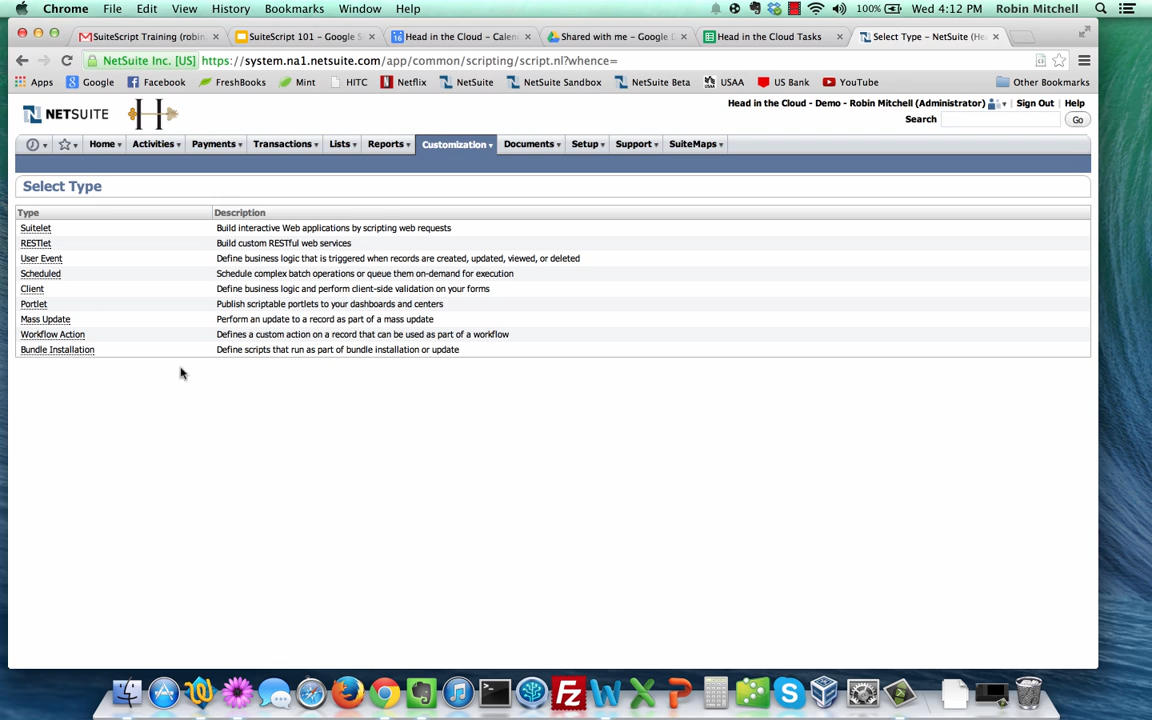 Chrome File Edit View History Bookmarks Window Help 100% Wed 4:12 PM Robin Mitchell
SuiteScript Training (robin. SuiteScript 101 – Google S Head in the Cloud – Calen Shared with me – Google D Head in the Cloud Tasks Select Type – NetSuite (He
NetSuite Inc. [US] https://system.na1.netsuite.com/app/common/scripting/script.nl?whence=
Apps Google Facebook FreshBooks Mint HITC Netflix NetSuite NetSuite Sandbox NetSuite Beta USAA US Bank YouTube Other Bookmarks
NETSUITE H Head in the Cloud - Demo - Robin Mitchell (Administrator) Sign Out Help
Search Go
Home Activities Payments Transactions Lists Reports Customization Documents Setup Support SuiteMaps
Select Type
Type Description
Suitelet Build interactive Web applications by scripting web requests
RESTlet Build custom RESTful web services
User Event Define business logic that is triggered when records are created, updated, viewed, or deleted
Scheduled Schedule complex batch operations or queue them on-demand for execution
Client Define business logic and perform client-side validation on your forms
Portlet Publish scriptable portlets to your dashboards and centers
Mass Update Perform an update to a record as part of a mass update
Workflow Action Defines a custom action on a record that can be used as part of a workflow
Bundle Installation Define scripts that run as part of bundle installation or update